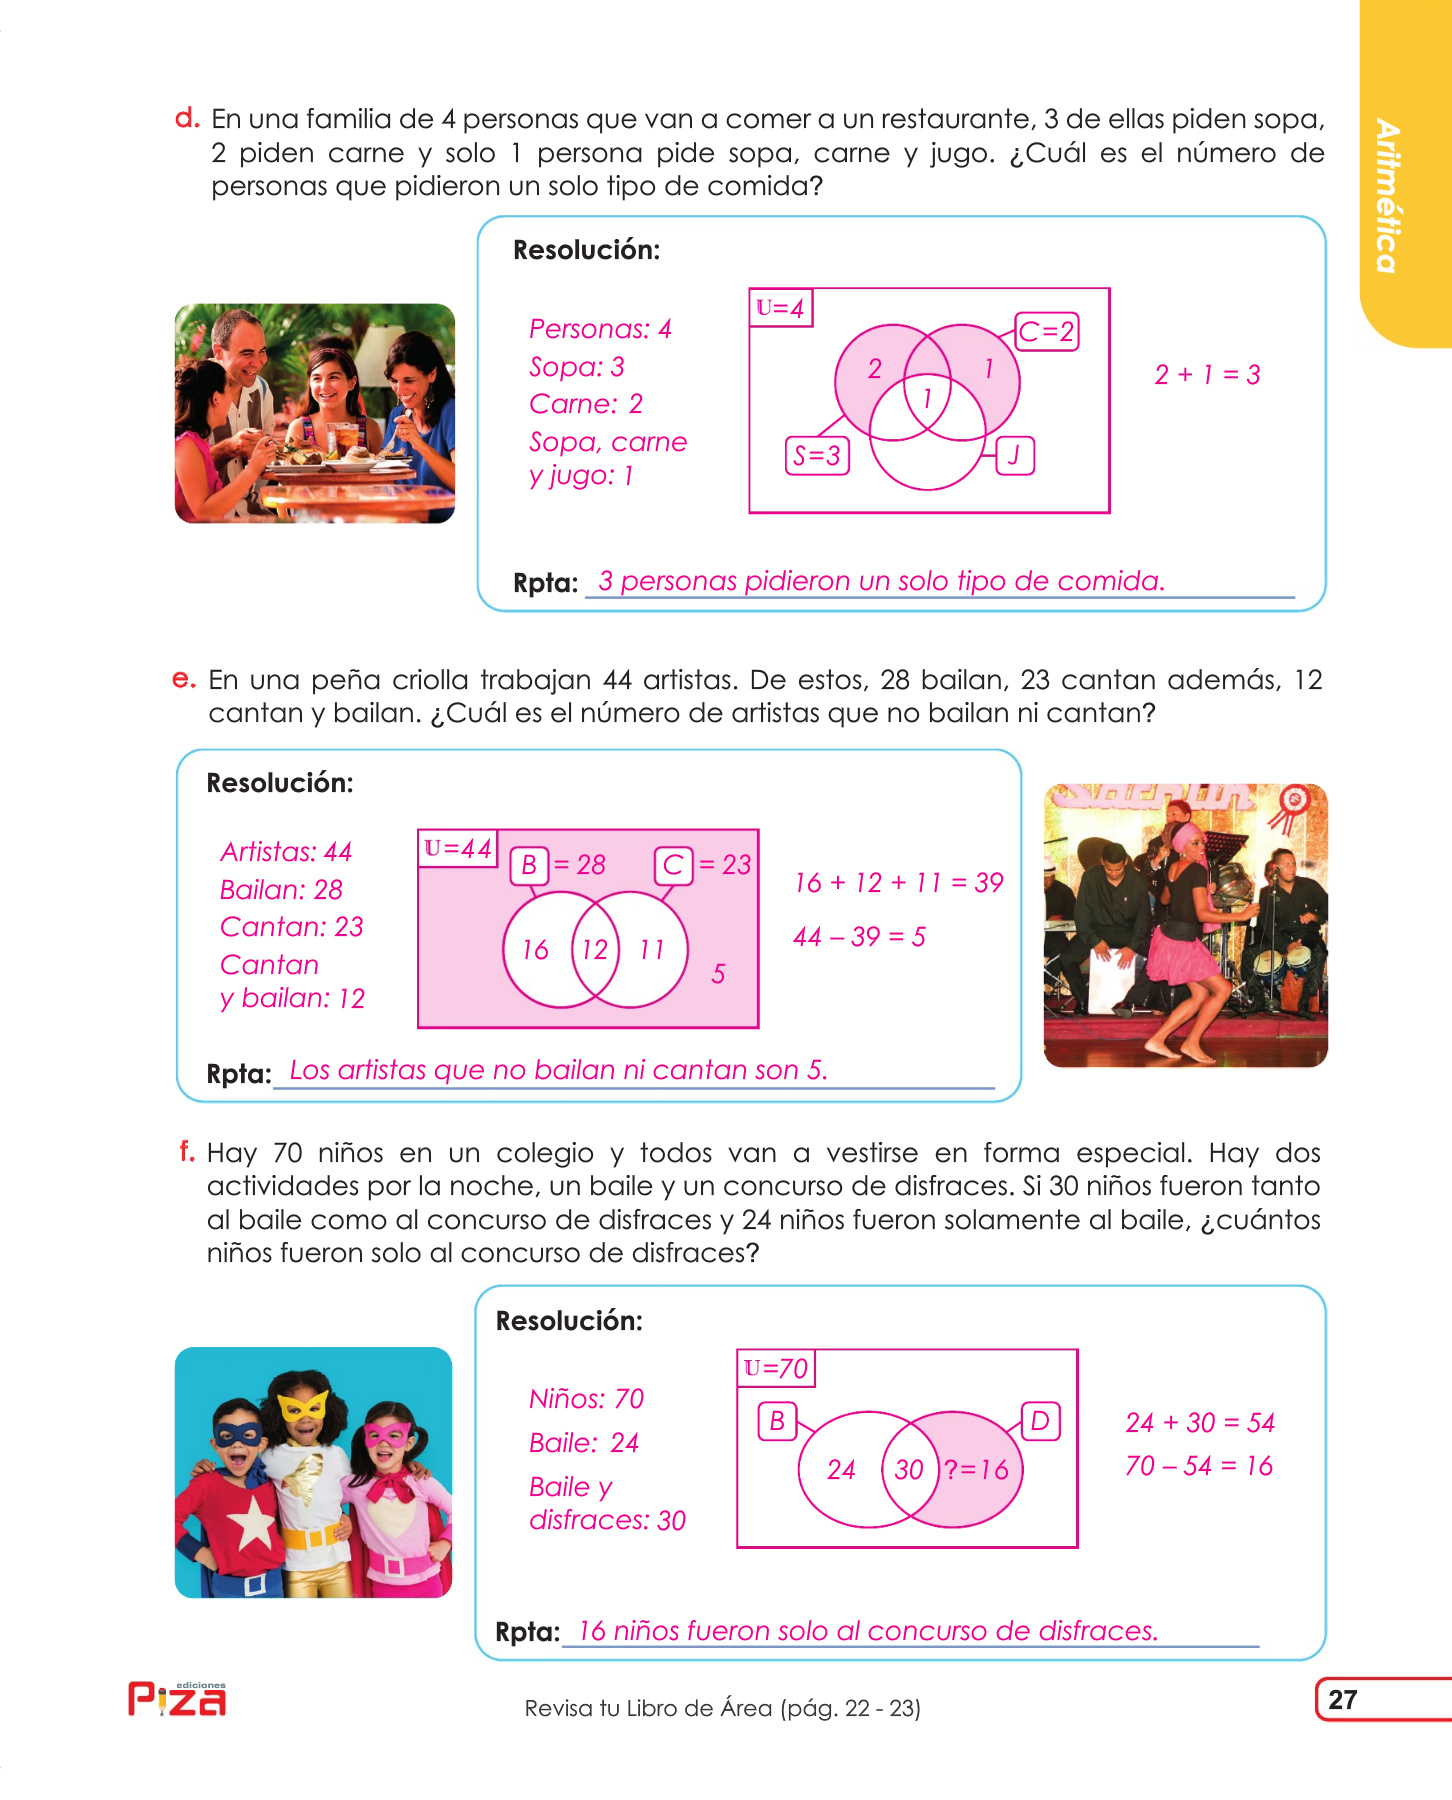 Aritmética
d. En una familia de 4 personas que van a comer a un restaurante, 3 de ellas piden sopa,
2 piden carne y solo 1 persona pide sopa, carne y jugo. ¿Cuál es el número de
personas que pidieron un solo tipo de comida?
Resolución:
Personas: 4
Sopa: 3
Carne: 2
Sopa, carne
y jugo: 1
U=4
C=2
2
1
1
S=3
J
2 + 1 = 3
Rpta: 3 personas pidieron un solo tipo de comida.
e. En una peña criolla trabajan 44 artistas. De estos, 28 bailan, 23 cantan además, 12
cantan y bailan. ¿Cuál es el número de artistas que no bailan ni cantan?
Resolución:
Artistas: 44
Bailan: 28
Cantan: 23
Cantan
y bailan: 12
U=44
B = 28 C = 23
16 12 11
5
16 + 12 + 11 = 39
44 – 39 = 5
Rpta: Los artistas que no bailan ni cantan son 5.
f. Hay 70 niños en un colegio y todos van a vestirse en forma especial. Hay dos
actividades por la noche, un baile y un concurso de disfraces. Si 30 niños fueron tanto
al baile como al concurso de disfraces y 24 niños fueron solamente al baile, ¿cuántos
niños fueron solo al concurso de disfraces?
Resolución:
Niños: 70
Baile: 24
Baile y
disfraces: 30
U=70
B D
24 30 ?=16
24 + 30 = 54
70 – 54 = 16
Rpta: 16 niños fueron solo al concurso de disfraces.
ediciones
Piza
Revisa tu Libro de Área (pág. 22 - 23)
27